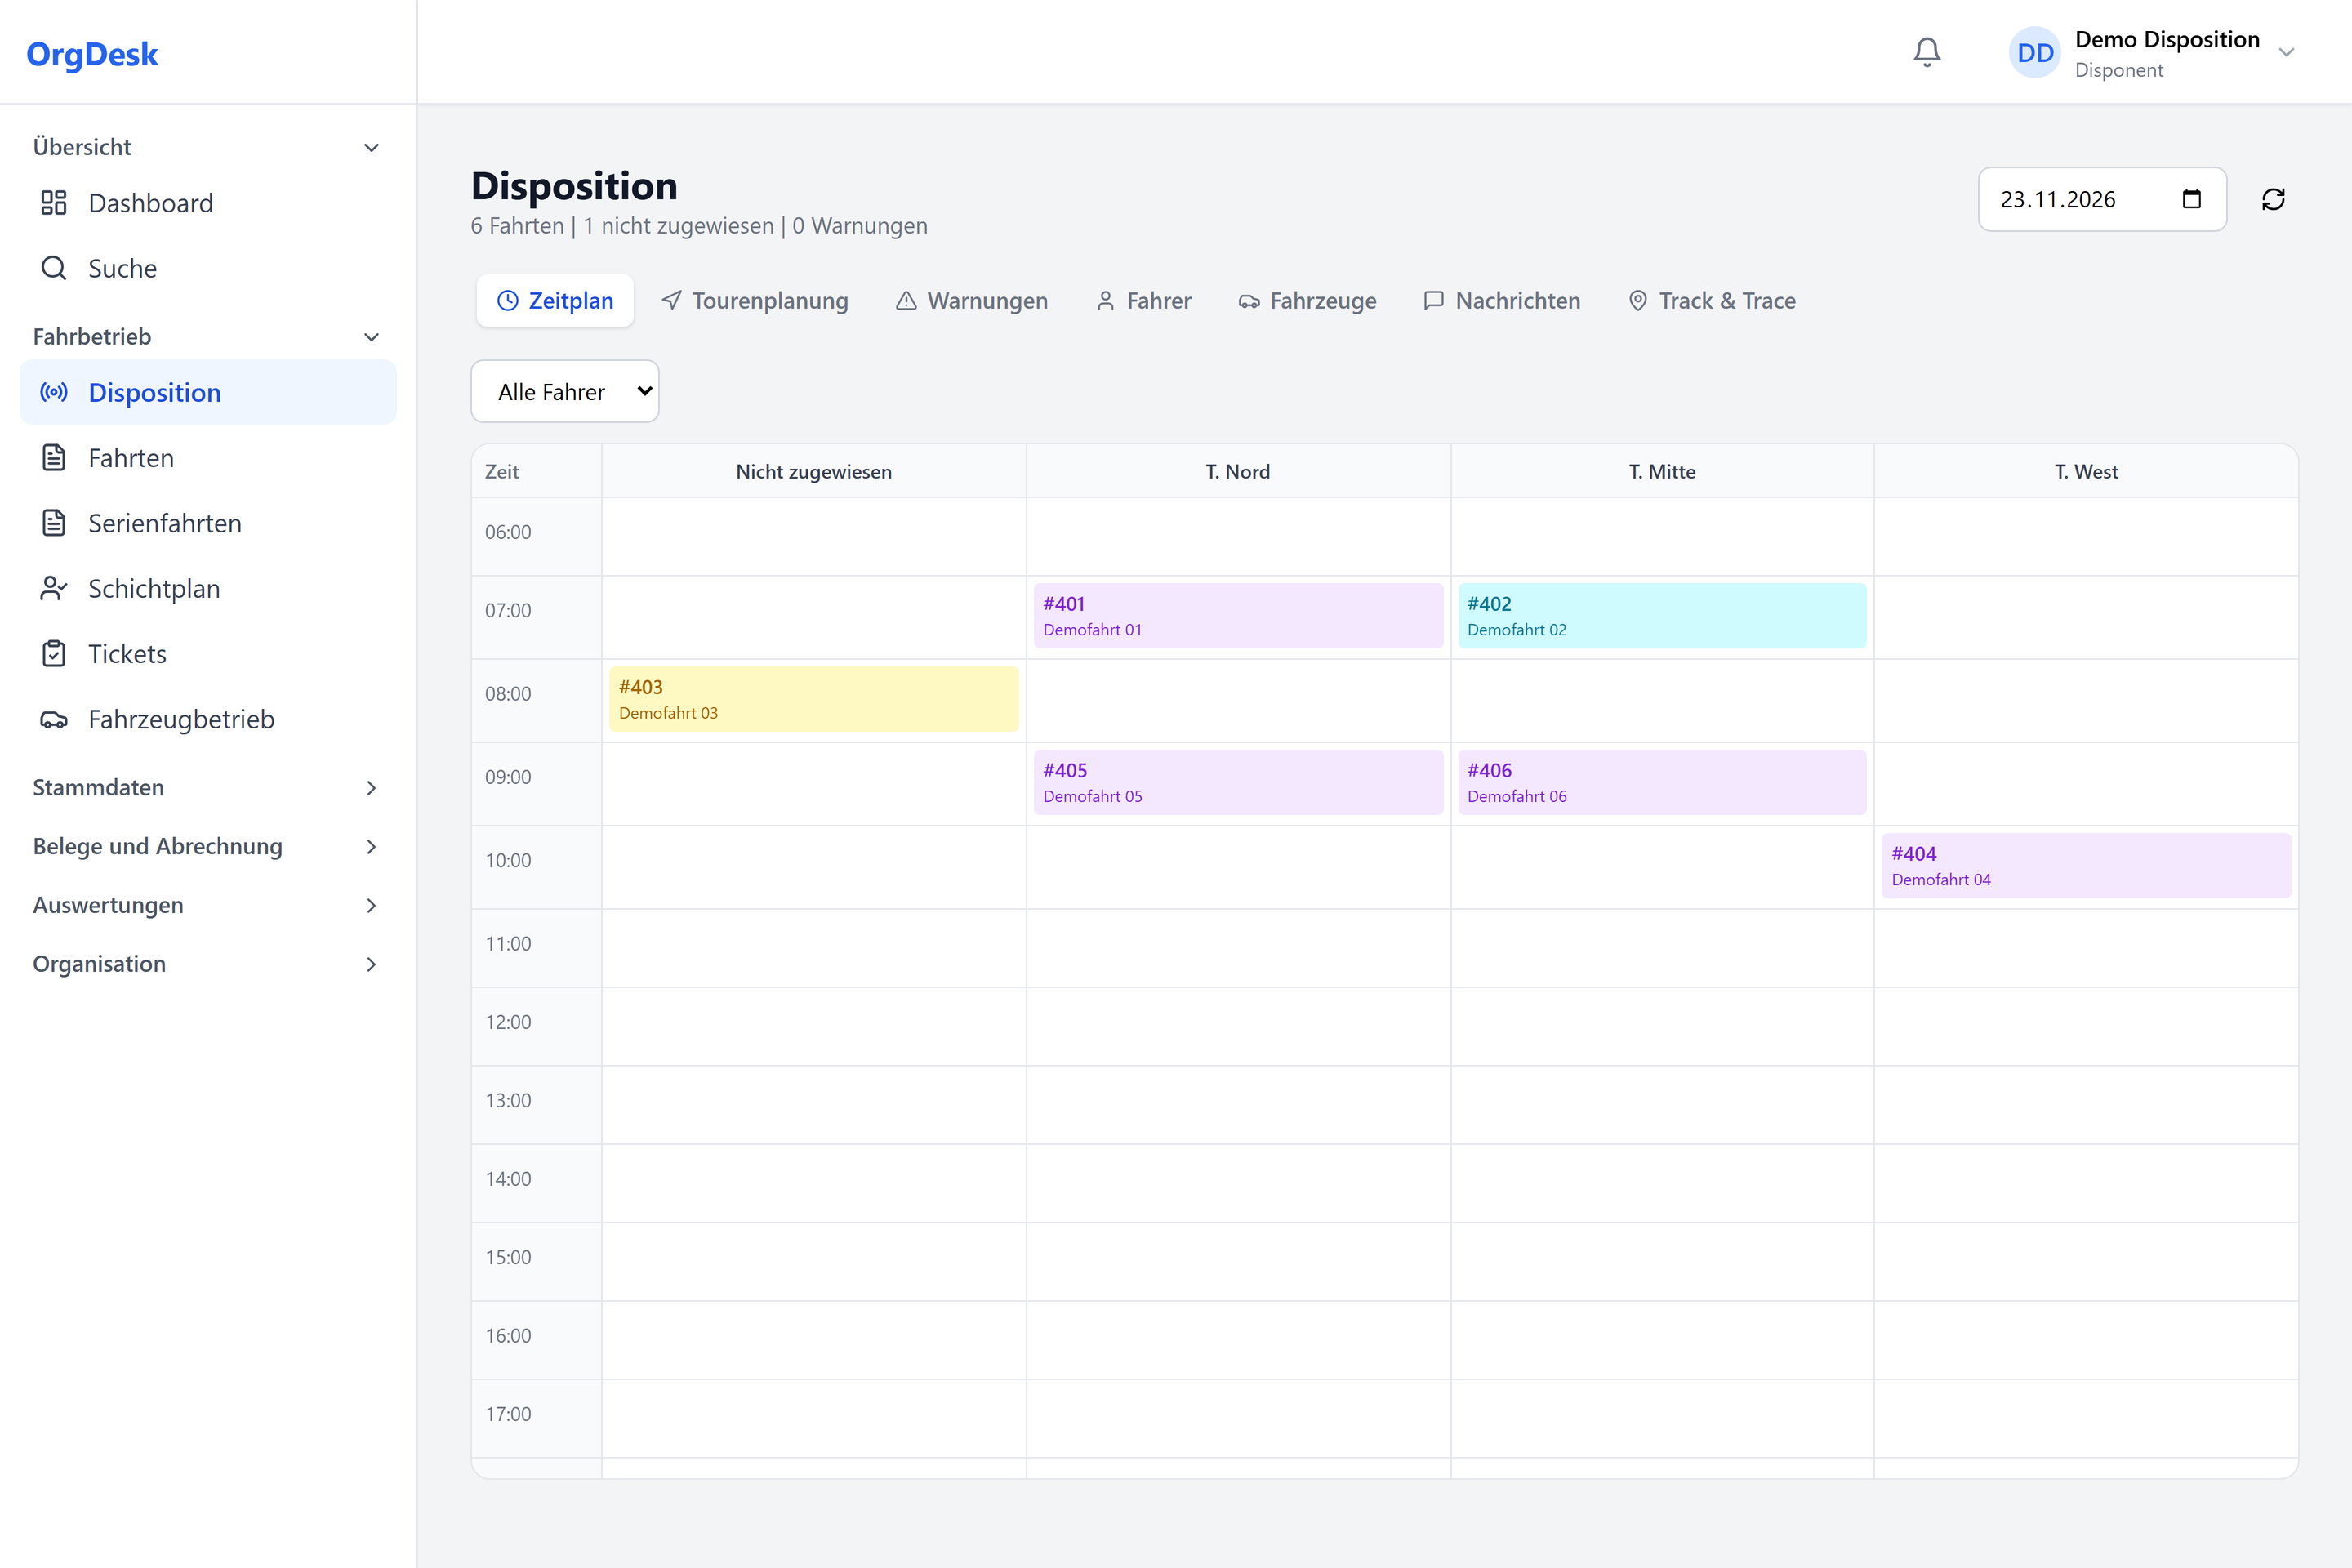 OrgDesk
DD
Demo Disposition
Disponent
Übersicht
Dashboard
Suche
Fahrbetrieb
Disposition
Fahrten
Serienfahrten
Schichtplan
Tickets
Fahrzeugbetrieb
Stammdaten
Belege und Abrechnung
Auswertungen
Organisation
Disposition
6 Fahrten | 1 nicht zugewiesen | 0 Warnungen
23.11.2026
Zeitplan Tourenplanung Warnungen Fahrer Fahrzeuge Nachrichten Track & Trace
Alle Fahrer
Zeit Nicht zugewiesen T. Nord T. Mitte T. West
06:00
07:00
#401
Demofahrt 01
#402
Demofahrt 02
08:00
#403
Demofahrt 03
09:00
#405
Demofahrt 05
#406
Demofahrt 06
10:00
#404
Demofahrt 04
11:00
12:00
13:00
14:00
15:00
16:00
17:00